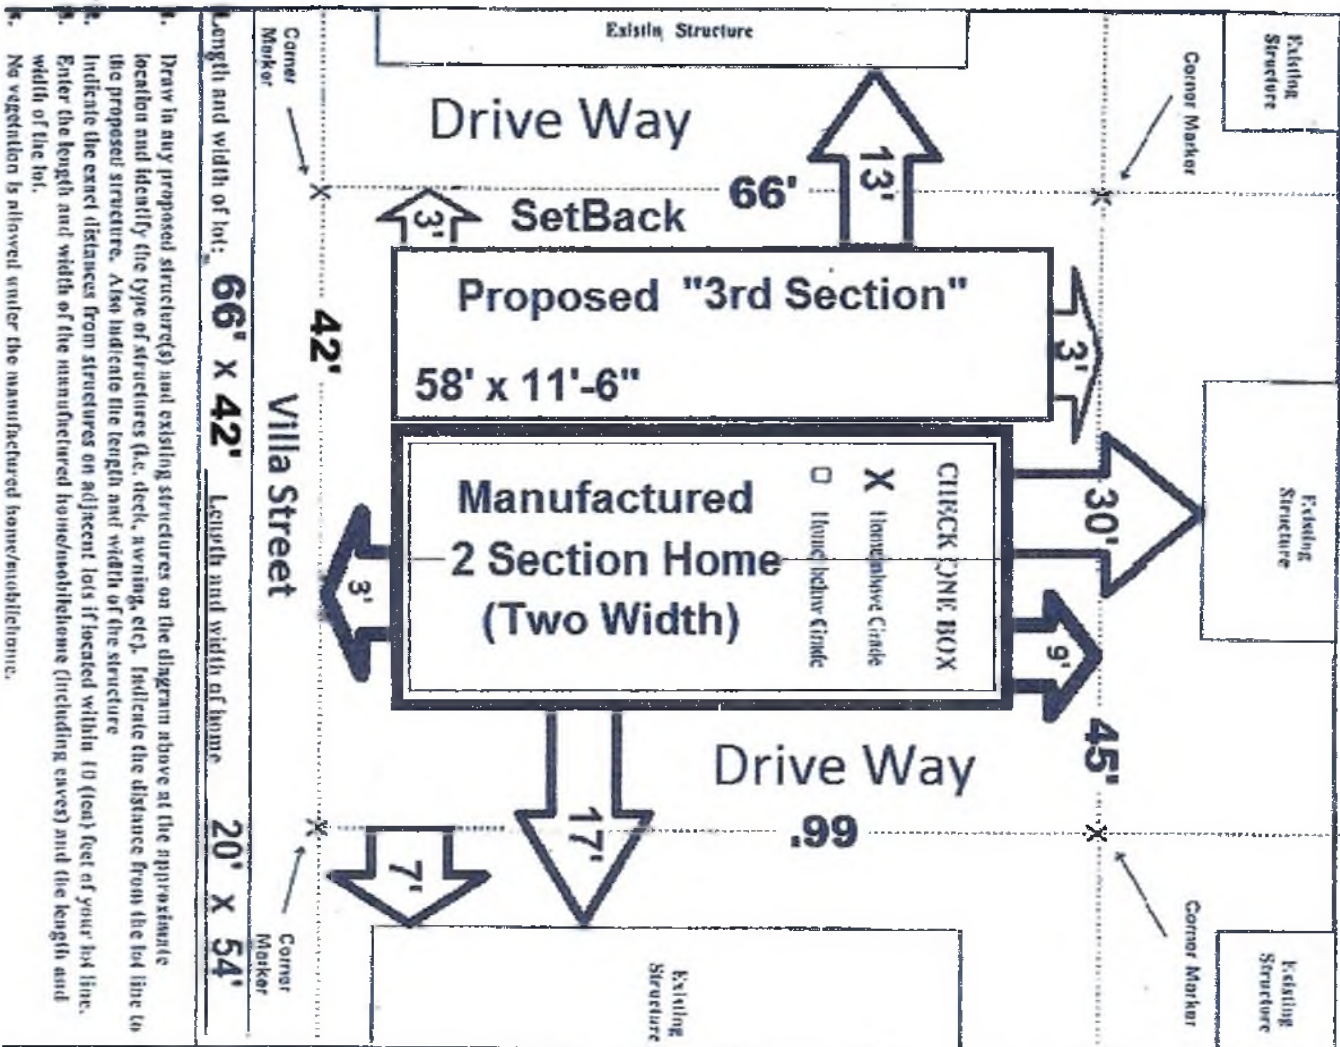 Existin Structure
Existing
Structure
Corner
Marker
Corner Marker
Drive Way
13'
66'
3'
SetBack
Proposed "3rd Section"
58' x 11'-6"
3'
42'
Villa Street
Manufactured
2 Section Home
(Two Width)
CHECK ONE BOX
X Home above Grade
Home below Grade
30'
Existing
Structure
9'
3'
45'
Drive Way
17'
.99
7'
Corner
Marker
Corner Marker
Existing
Structure
Existing
Structure
Length and width of lot: 66' x 42' Length and width of home 20' x 54'
Draw in any proposed structure(s) and existing structures on the diagram above at the approximate
location and identify the type of structures (i.e. deck, awning, etc). Indicate the distance from the lot line to
the proposed structure. Also indicate the length and width of the structure
Indicate the exact distances from structures on adjacent lots if located within 10 (ten) feet of your lot line.
Enter the length and width of the manufactured home/mobilehome (including eaves) and the length and
width of the lot.
No vegetation is allowed under the manufactured home/mobilehome.